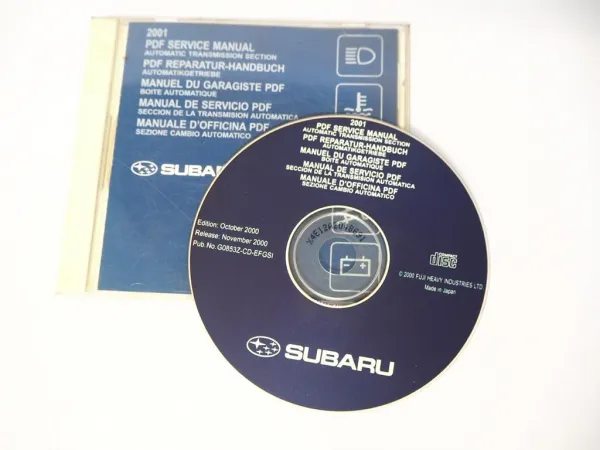 2001
PDF SERVICE MANUAL
AUTOMATIC TRANSMISSION SECTION
PDF REPARATUR-HANDBUCH
AUTOMATIKGETRIEBE
MANUEL DU GARAGISTE PDF
BOITE AUTOMATIQUE
MANUAL DE SERVICIO PDF
SECCION DE LA TRANSMISION AUTOMATICA
MANUALE D'OFFICINA PDF
SEZIONE CAMBIO AUTOMATICO
SUBAR
2001
PDF SERVICE MANUAL
AUTOMATIC TRANSMISSION SECTION
PDF REPARATUR-HANDBUCH
AUTOMATIKGETRIEBE
MANUEL DU GARAGISTE PDF
BOITE AUTOMATIQUE
MANUAL DE SERVICIO PDF
SECCION DE LA TRANSMISION AUTOMATICA
MANUALE D'OFFICINA PDF
SEZIONE CAMBIO AUTOMATICO
Edition: October 2000
Release: November 2000
Pub.No.G0853Z-CD-EFGSI
COMPACT
disc
© 2000 FUJI HEAVY INDUSTRIES LTD
Made in Japan
SUBARU